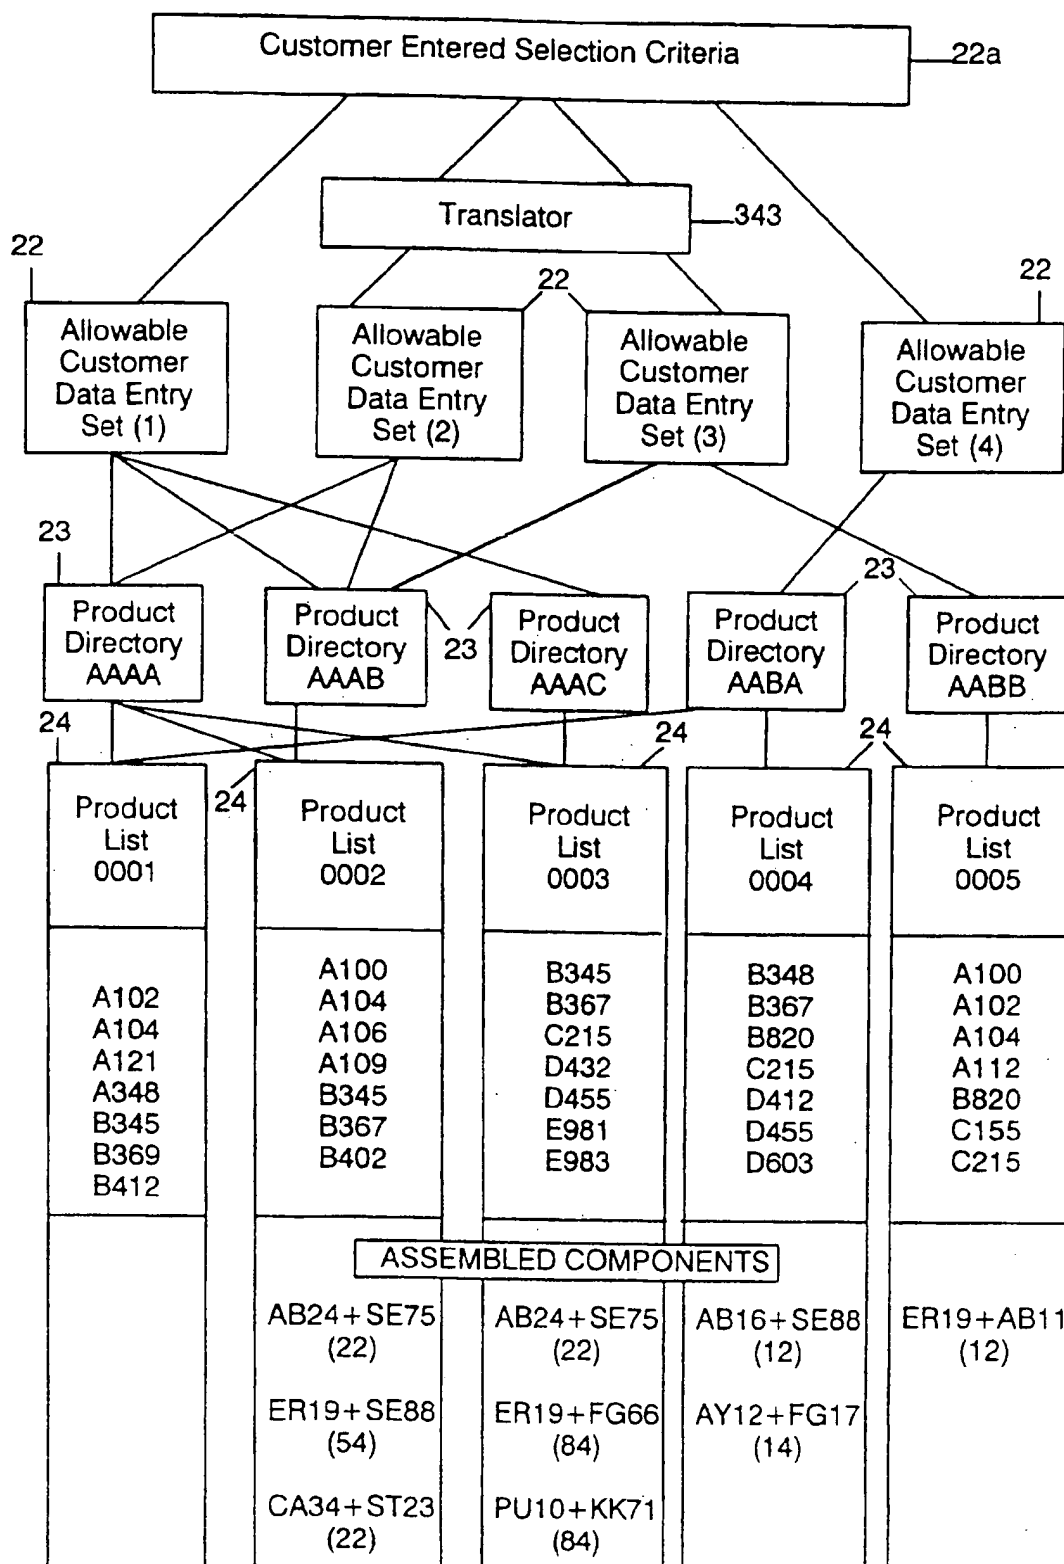 Customer Entered Selection Criteria
22a
Translator
343
22
22
22
Allowable
Customer
Data Entry
Set (1)
Allowable
Customer
Data Entry
Set (2)
Allowable
Customer
Data Entry
Set (3)
Allowable
Customer
Data Entry
Set (4)
23
23
23
Product
Directory
AAAA
Product
Directory
AAAB
Product
Directory
AAAC
Product
Directory
AABA
Product
Directory
AABB
24
24
24
24
Product
List
0001
Product
List
0002
Product
List
0003
Product
List
0004
Product
List
0005
A102
A104
A121
A348
B345
B369
B412
A100
A104
A106
A109
B345
B367
B402
B345
B367
C215
D432
D455
E981
E983
B348
B367
B820
C215
D412
D455
D603
A100
A102
A104
A112
B820
C155
C215
ASSEMBLED COMPONENTS
AB24+SE75
(22)
ER19+SE88
(54)
CA34+ST23
(22)
AB24+SE75
(22)
ER19+FG66
(84)
PU10+KK71
(84)
AB16+SE88
(12)
AY12+FG17
(14)
ER19+AB11
(12)